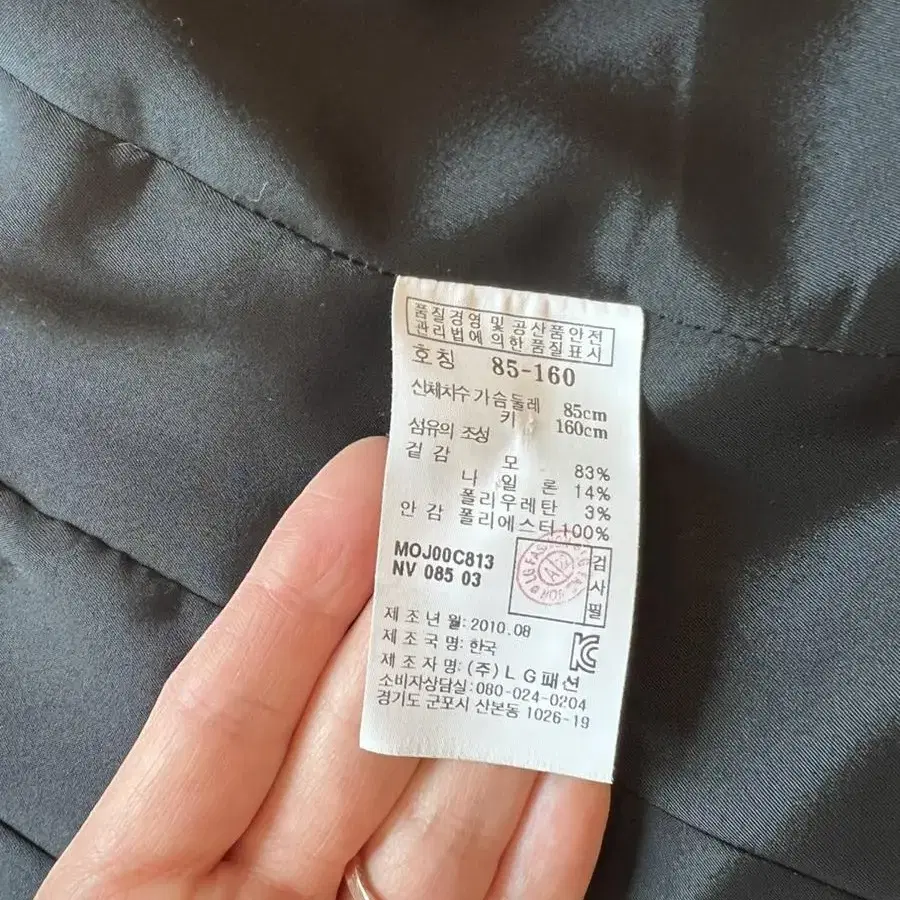 품질경영 및 공산품안전
관리법에 의한 품질표시
호칭 85-160
신체치수 가슴둘레 85cm
키 160cm
섬유의 조성
겉감 모 83%
나일론 14%
폴리우레탄 3%
안감 폴리에스터 100%
MOJ00C813
NV 085 03
검사필
제조년월: 2010.08
제조국명: 한국
제조자명: (주)LG패션
소비자상담실: 080-024-0204
경기도 군포시 산본동 1026-19